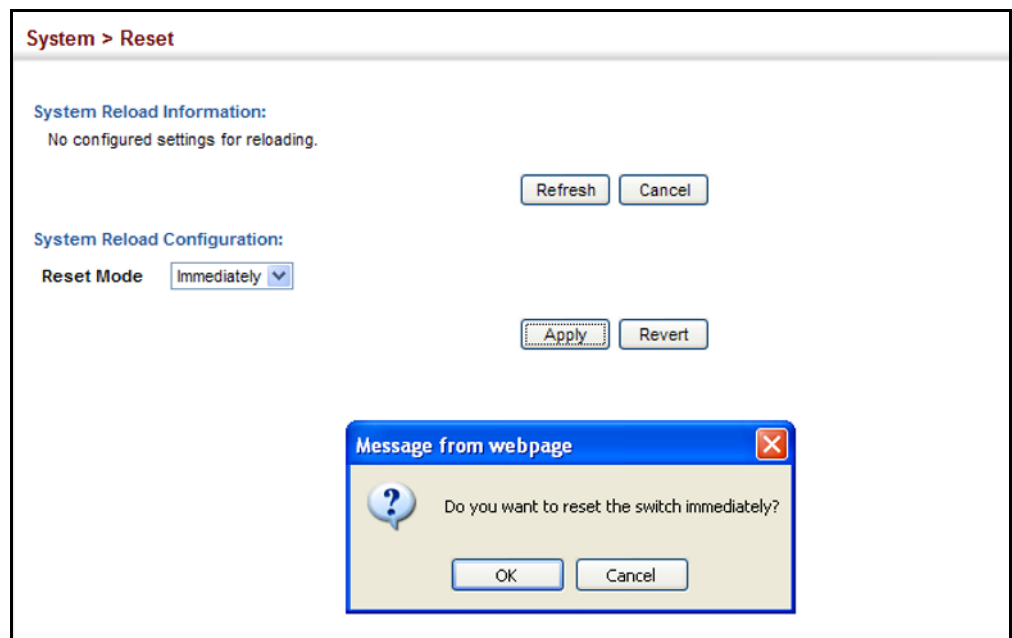 System > Reset
System Reload Information:
No configured settings for reloading.
Refresh Cancel
System Reload Configuration:
Reset Mode Immediately
Apply Revert
Message from webpage
?
Do you want to reset the switch immediately?
OK Cancel